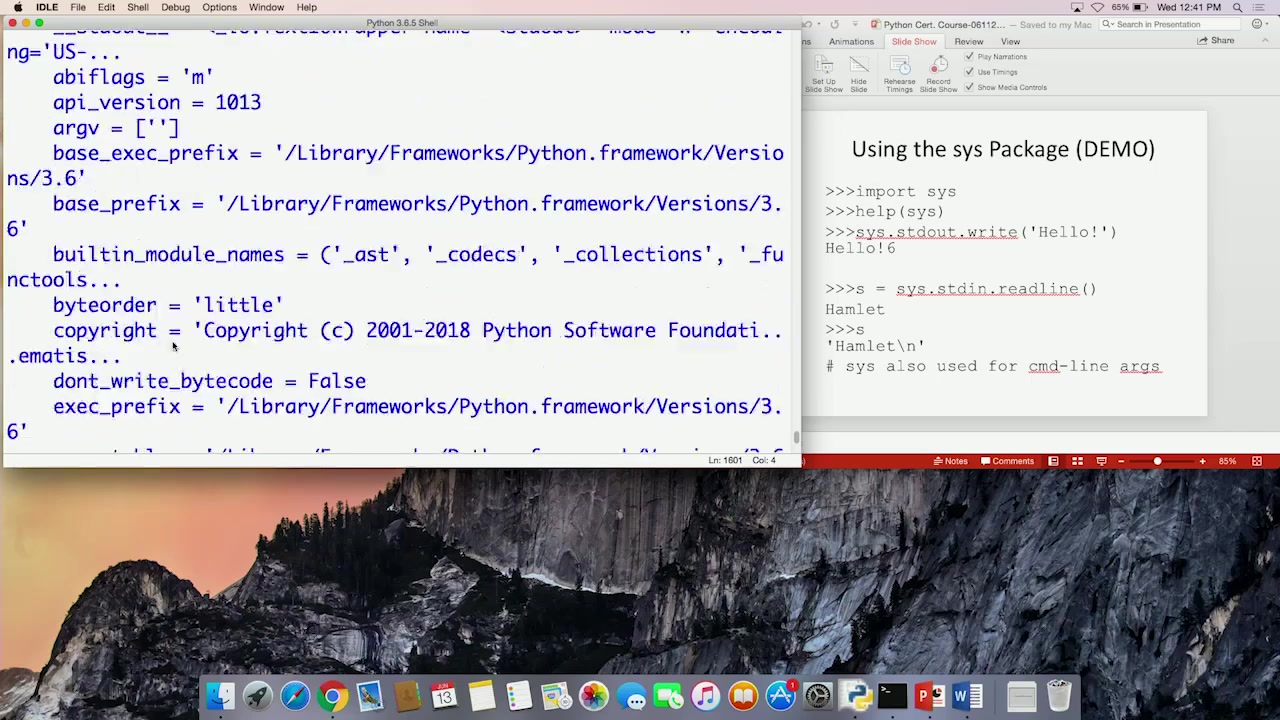 IDLE File Edit Shell Debug Options Window Help
65% Wed 12:41 PM
Python 3.6.5 Shell
ng='US-...
abiflags = 'm'
api_version = 1013
argv = ['']
base_exec_prefix = '/Library/Frameworks/Python.framework/Versio
ns/3.6'
base_prefix = '/Library/Frameworks/Python.framework/Versions/3.
6'
builtin_module_names = ('_ast', '_codecs', '_collections', '_fu
nctools...
byteorder = 'little'
copyright = 'Copyright (c) 2001-2018 Python Software Foundati..
.ematis...
dont_write_bytecode = False
exec_prefix = '/Library/Frameworks/Python.framework/Versions/3.
6'
Ln: 1601 Col: 4
Python Cert. Course-06112... — Saved to my Mac
Search in Presentation
Animations Slide Show Review View
Share
Set Up
Slide Show
Hide
Slide
Rehearse
Timings
Record
Slide Show
Play Narrations
Use Timings
Show Media Controls
Using the sys Package (DEMO)
>>>import sys
>>>help(sys)
>>>sys.stdout.write('Hello!')
Hello!6
>>>s = sys.stdin.readline()
Hamlet
>>>s
'Hamlet\n'
# sys also used for cmd-line args
Notes Comments 85%
JUN
13
1